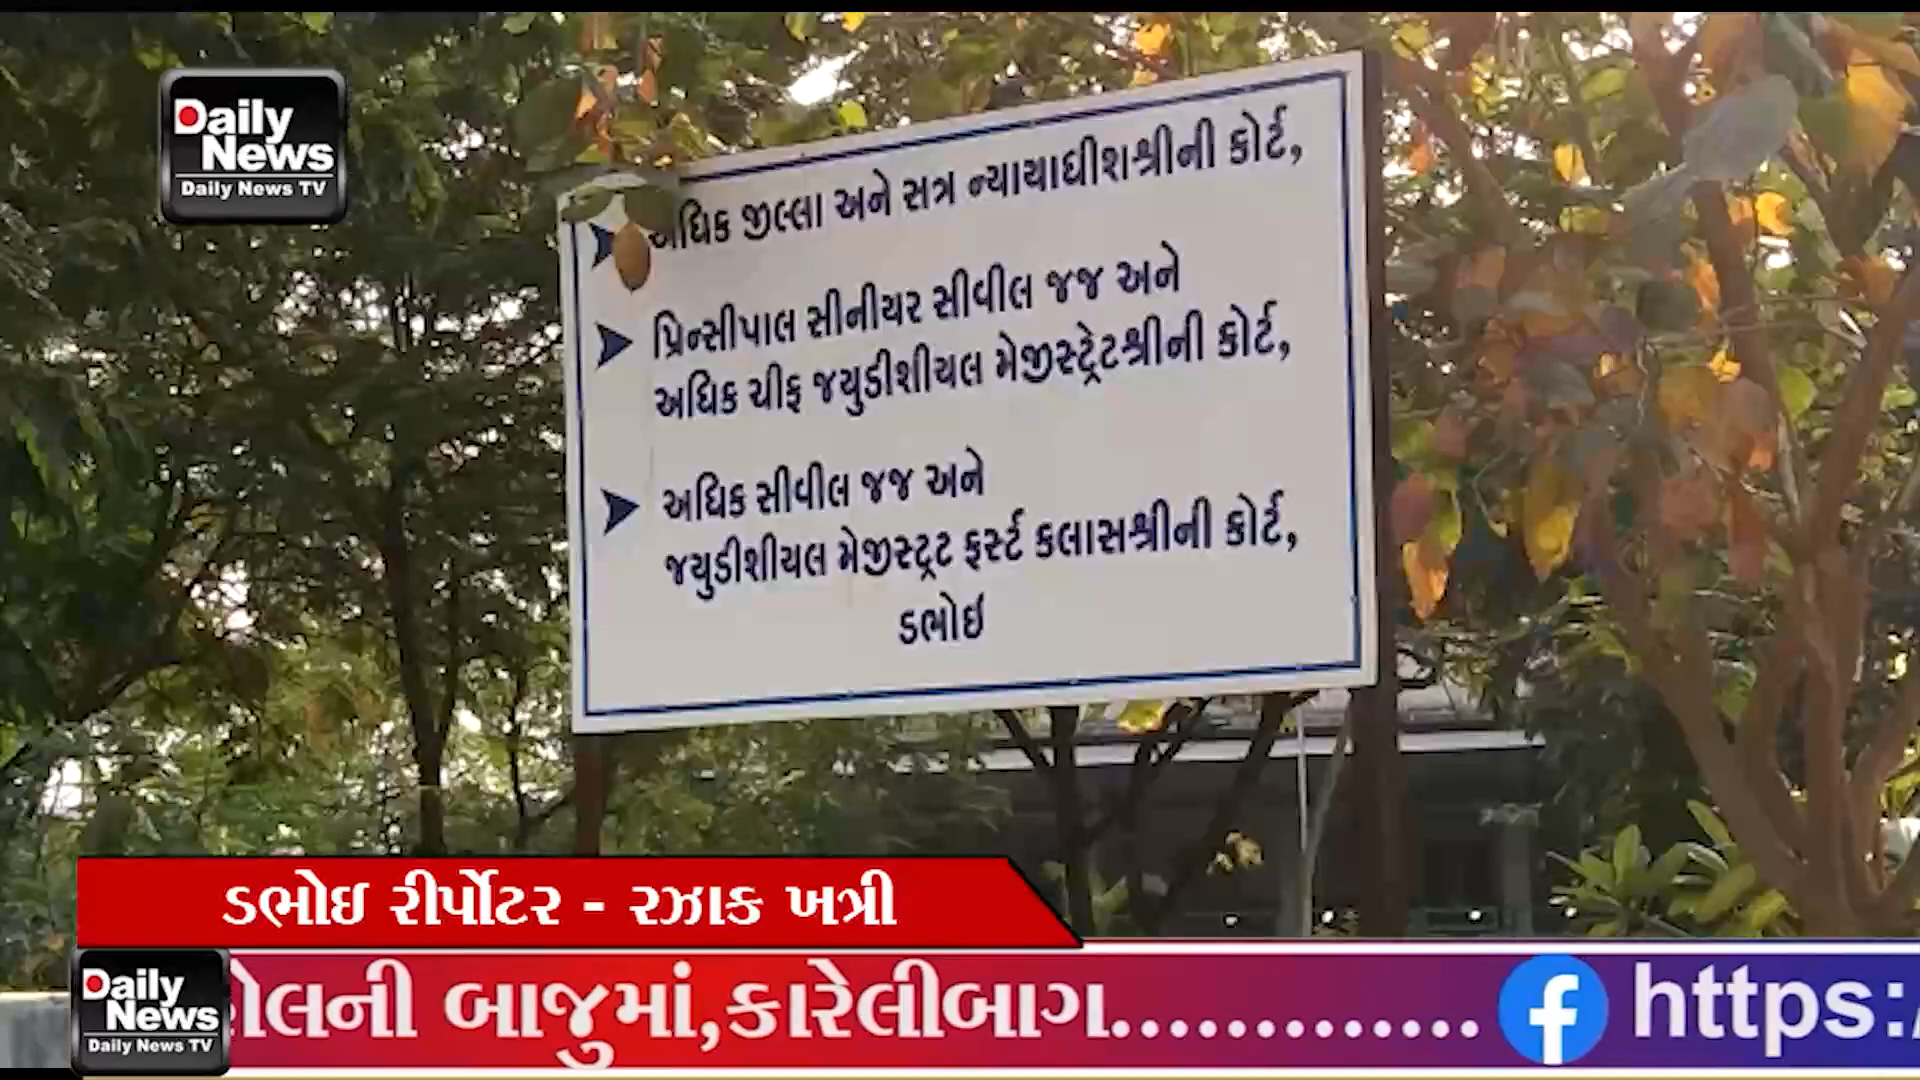 Daily
News
Daily News TV
અધિક જીલ્લા અને સત્ર ન્યાયાધીશશ્રીની કોર્ટ,
પ્રિન્સીપાલ સીનીયર સીવીલ જજ અને
અધિક ચીફ જયુડીશીયલ મેજીસ્ટ્રેટશ્રીની કોર્ટ,
અધિક સીવીલ જજ અને
જયુડીશીયલ મેજીસ્ટ્રટ ફર્સ્ટ કલાસશ્રીની કોર્ટ,
ડભોઇ
ડભોઇ રીર્પોટર - રઝાક ખત્રી
Daily
News
Daily News TV
બાજુમાં,કારેલીબાગ............. https:/